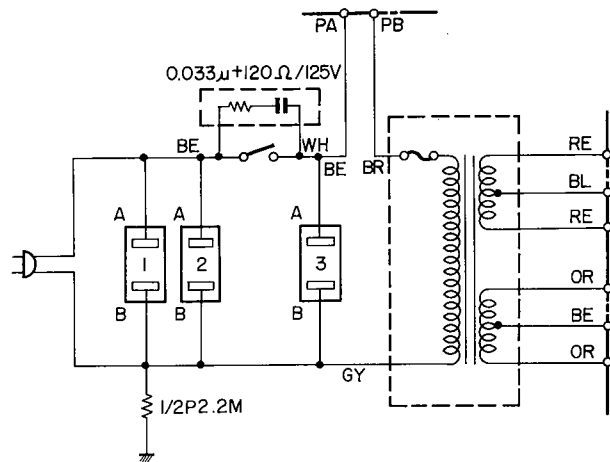 PA PB
0.033μ+120Ω/125V
BE
WH
BE
BR
RE
BL
RE
A
A
A
1
2
3
B
B
B
OR
BE
OR
GY
1/2P2.2M